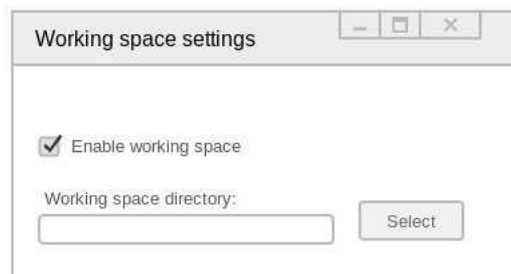 Working space settings
Enable working space
Working space directory:
Select